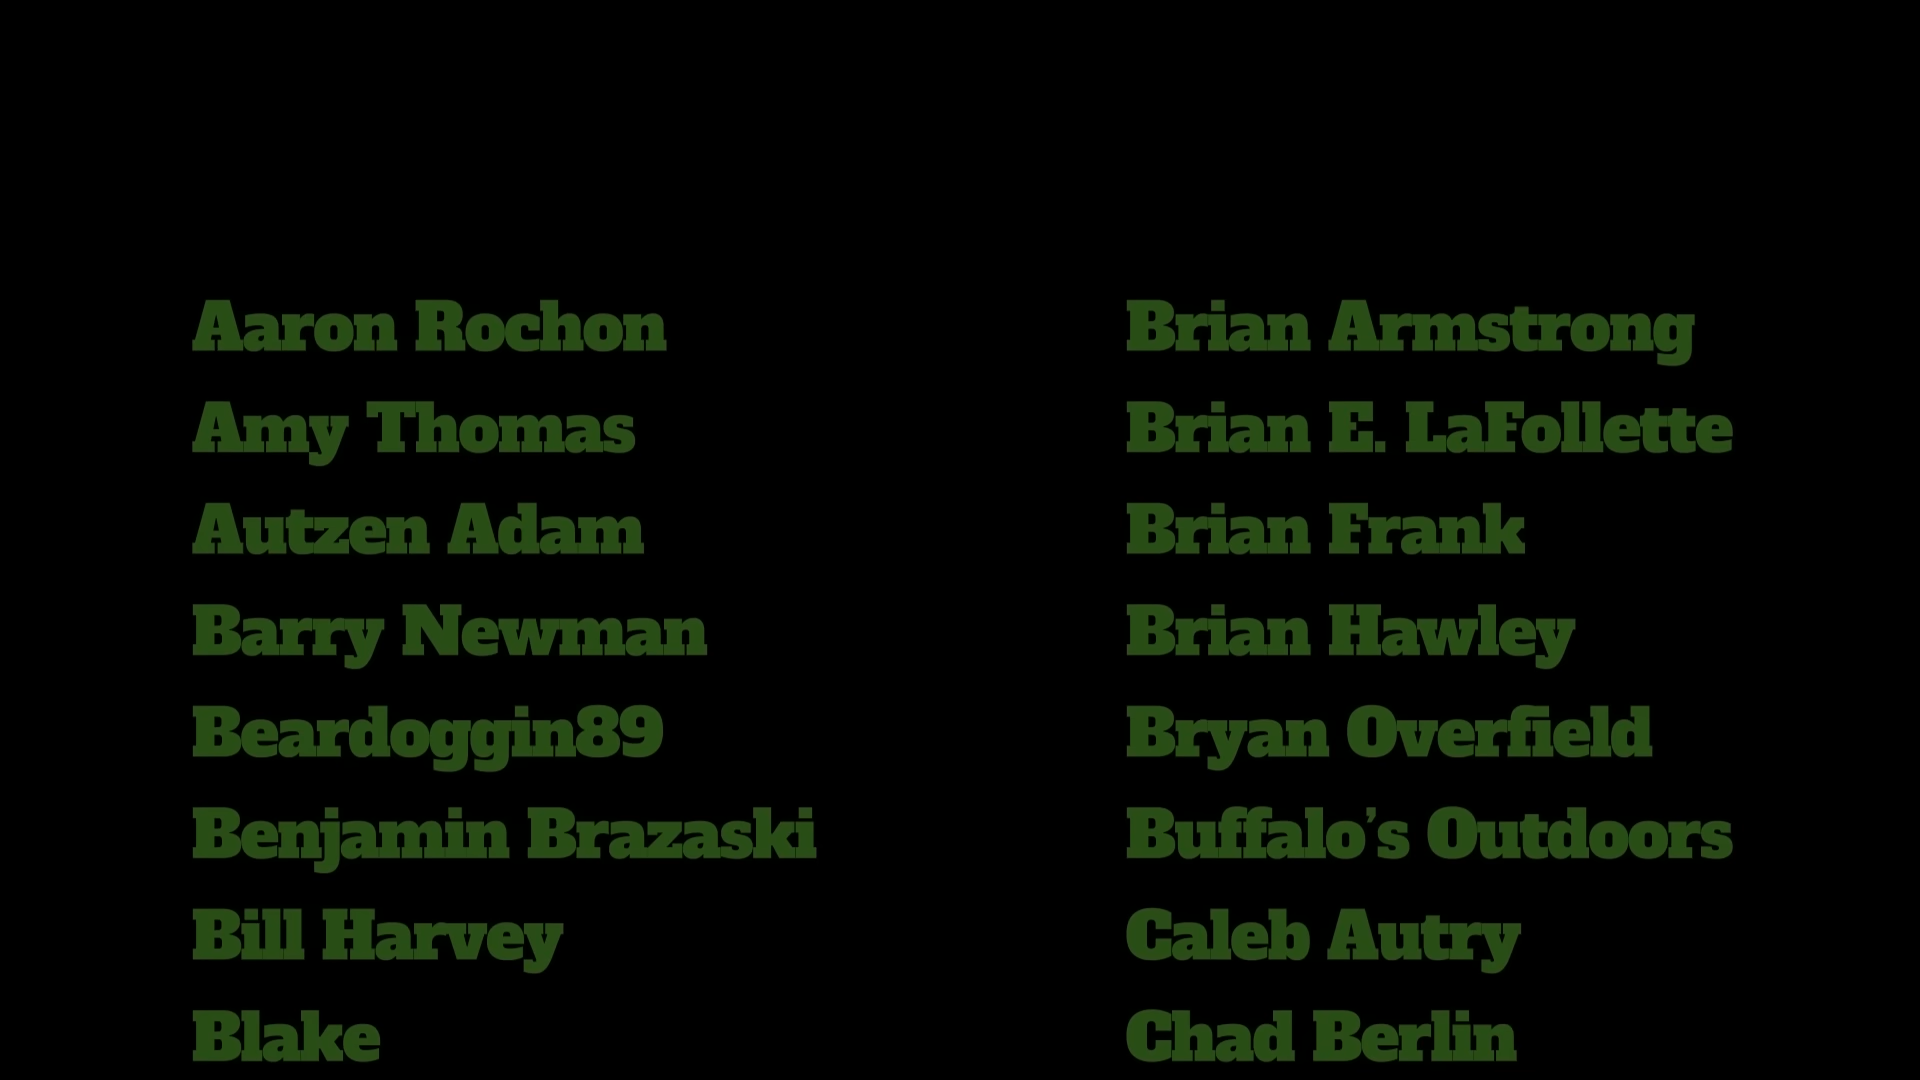 Aaron Rochon
Amy Thomas
Autzen Adam
Barry Newman
Beardoggin89
Benjamin Brazaski
Bill Harvey
Blake
Brian Armstrong
Brian E. LaFollette
Brian Frank
Brian Hawley
Bryan Overfield
Buffalo’s Outdoors
Caleb Autry
Chad Berlin